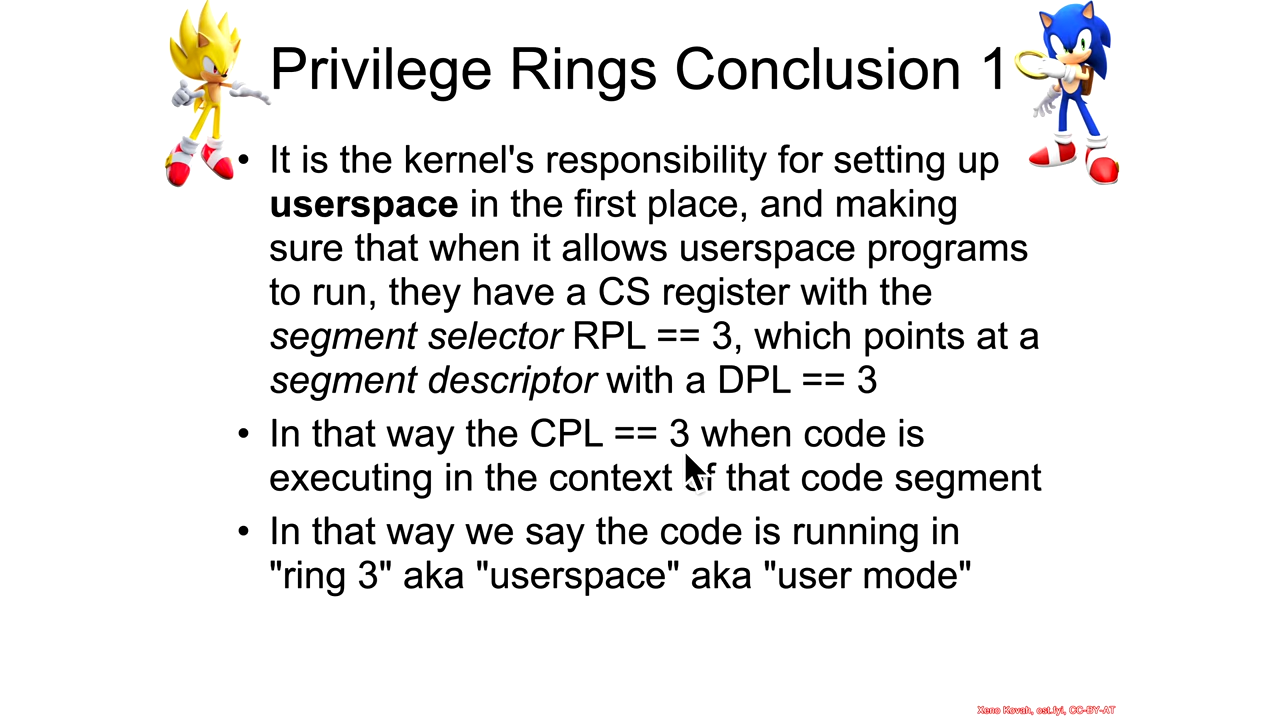 Privilege Rings Conclusion 1
• It is the kernel's responsibility for setting up
userspace in the first place, and making
sure that when it allows userspace programs
to run, they have a CS register with the
segment selector RPL == 3, which points at a
segment descriptor with a DPL == 3
• In that way the CPL == 3 when code is
executing in the context of that code segment
• In that way we say the code is running in
"ring 3" aka "userspace" aka "user mode"
Xeno Kovah, ost.fyi, CC-BY-AT